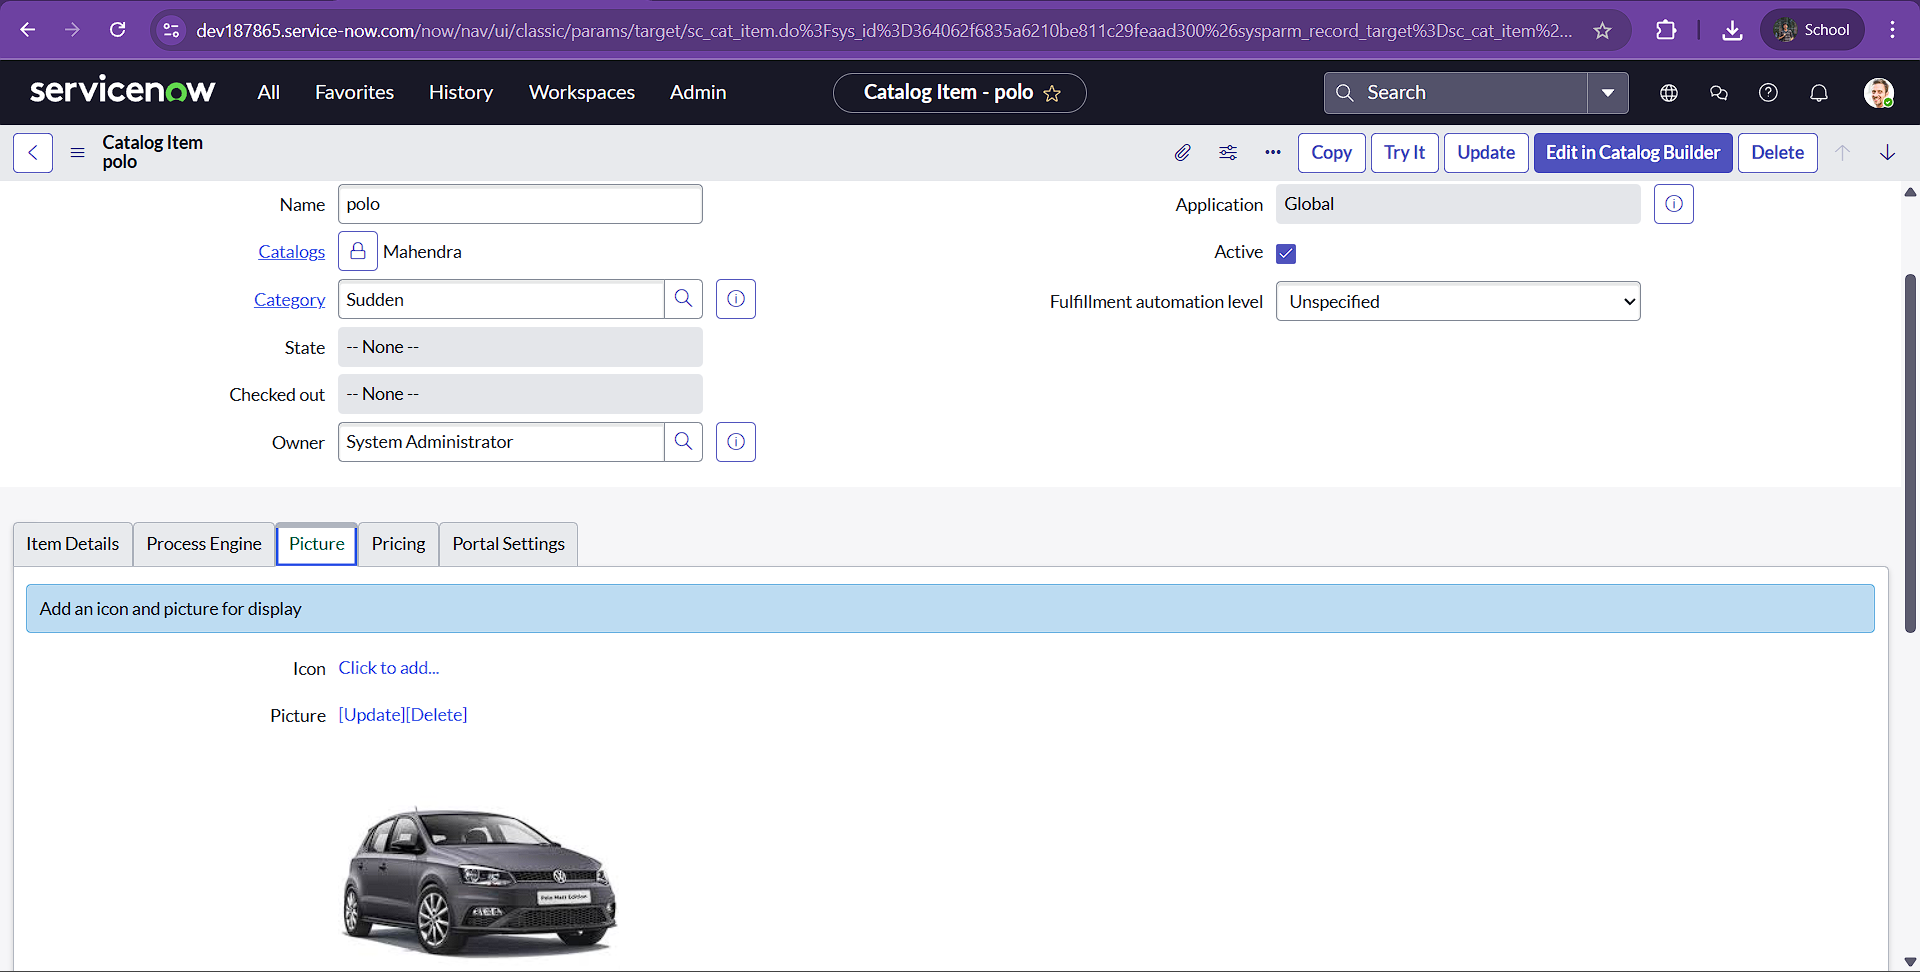 dev187865.service-now.com/now/nav/ui/classic/params/target/sc_cat_item.do%3Fsys_id%3D364062f6835a6210be811c29feaad300%26sysparm_record_target%3Dsc_cat_item%2...
School
servicenow
All
Favorites
History
Workspaces
Admin
Catalog Item - polo
Search
Catalog Item
polo
Copy
Try It
Update
Edit in Catalog Builder
Delete
Name
polo
Application
Global
Catalogs
Mahendra
Active
Category
Sudden
Fulfillment automation level
Unspecified
State
-- None --
Checked out
-- None --
Owner
System Administrator
Item Details
Process Engine
Picture
Pricing
Portal Settings
Add an icon and picture for display
Icon
Click to add...
Picture
[Update][Delete]
Polo Matt Edition